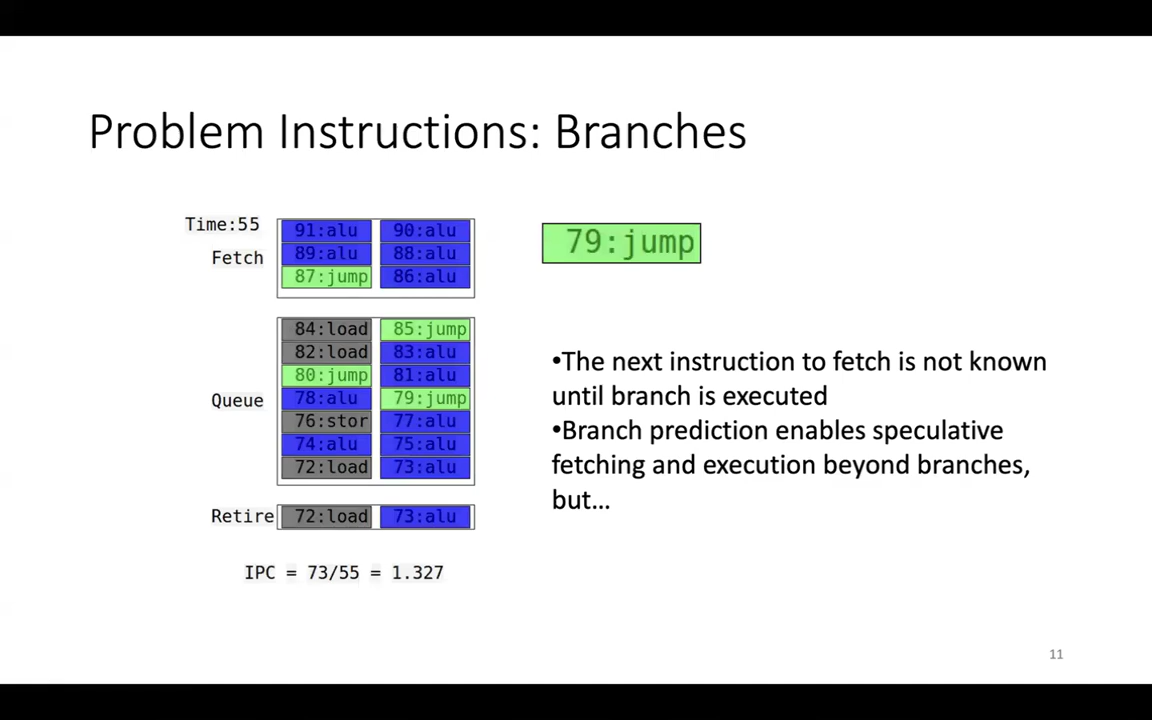 Problem Instructions: Branches
Time:55
Fetch
91:alu 90:alu
89:alu 88:alu
87:jump 86:alu
Queue
84:load 85:jump
82:load 83:alu
80:jump 81:alu
78:alu 79:jump
76:stor 77:alu
74:alu 75:alu
72:load 73:alu
Retire 72:load 73:alu
IPC = 73/55 = 1.327
79:jump
•The next instruction to fetch is not known
until branch is executed
•Branch prediction enables speculative
fetching and execution beyond branches,
but…
11